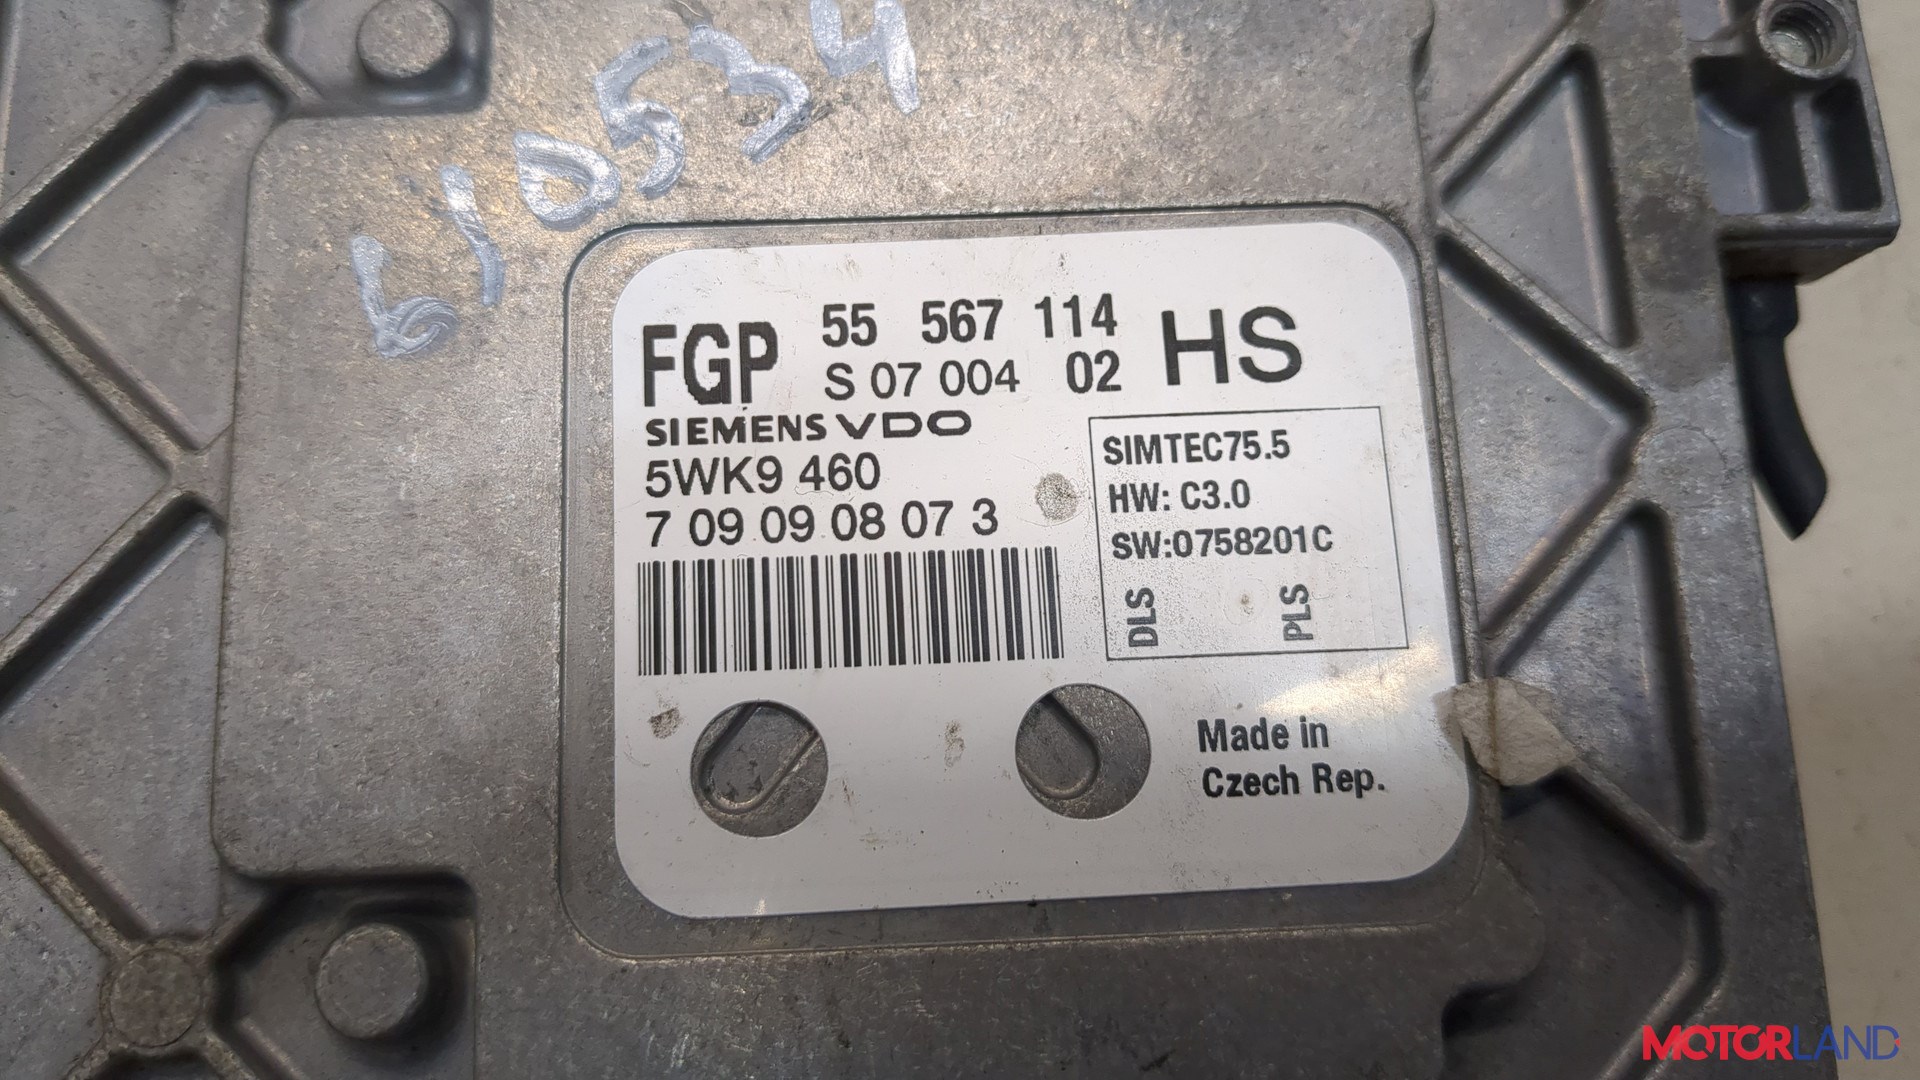 610534
FGP 55 567 114 HS
S 07 004 02
SIEMENS VDO
5WK9 460
7 09 09 08 07 3
SIMTEC75.5
HW: C3.0
SW:0758201C
DLS PLS
Made in
Czech Rep.
MOTORLAND